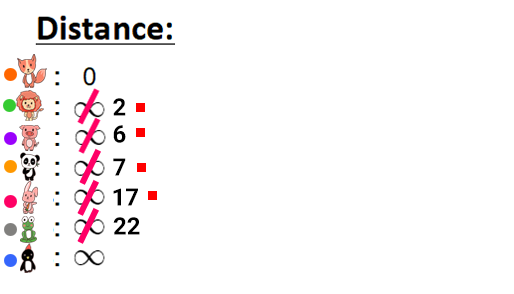 Distance:
: 0
: ∞ 2
: ∞ 6
: ∞ 7
: ∞ 17
: ∞ 22
: ∞